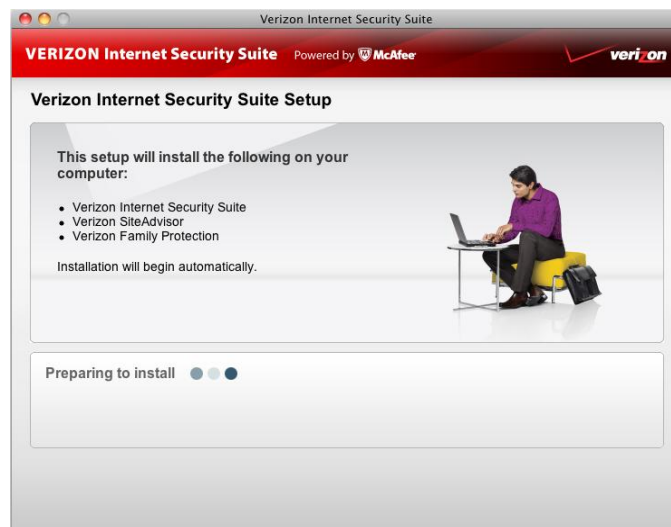 Verizon Internet Security Suite
VERIZON Internet Security Suite Powered by McAfee
verizon
Verizon Internet Security Suite Setup
This setup will install the following on your
computer:
• Verizon Internet Security Suite
• Verizon SiteAdvisor
• Verizon Family Protection
Installation will begin automatically.
Preparing to install